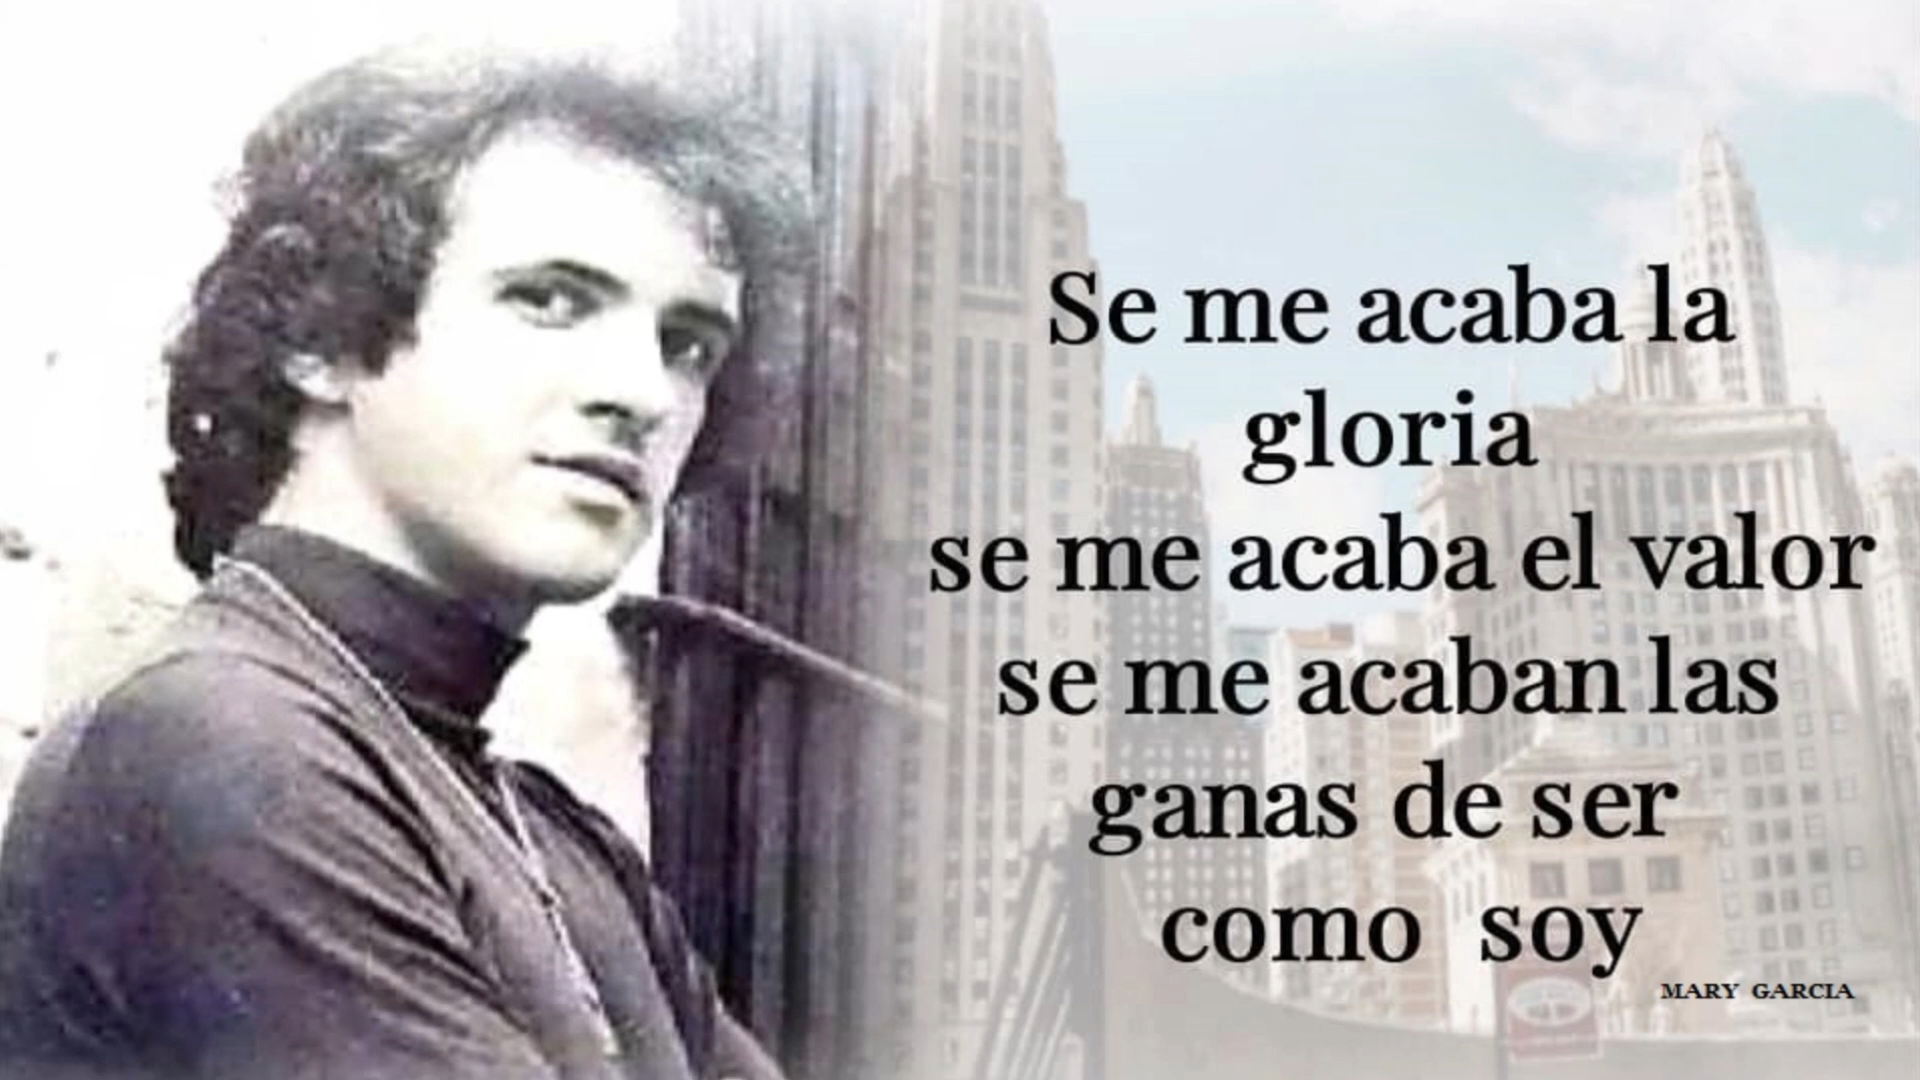 Se me acaba la
gloria
se me acaba el valor
se me acaban las
ganas de ser
como soy
MARY GARCIA